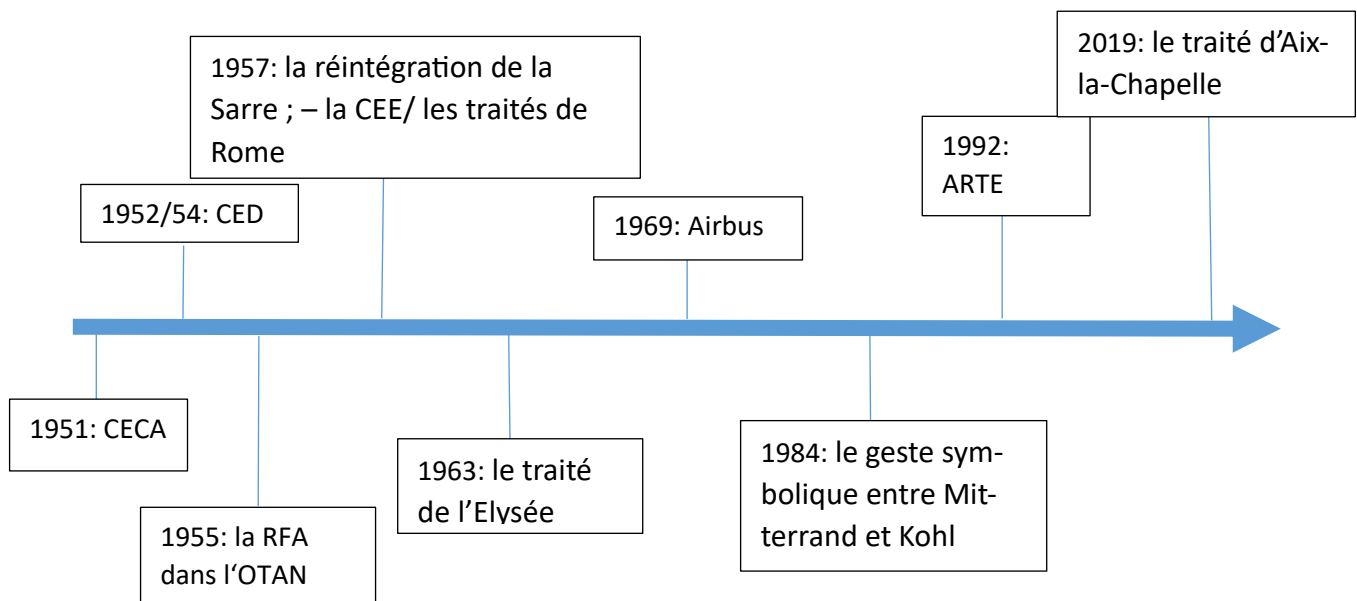 2019: le traité d’Aix-
la-Chapelle
1957: la réintégration de la
Sarre ; – la CEE/ les traités de
Rome
1992:
ARTE
1952/54: CED
1969: Airbus
1951: CECA
1963: le traité
de l’Elysée
1984: le geste sym-
bolique entre Mit-
terrand et Kohl
1955: la RFA
dans l‘OTAN